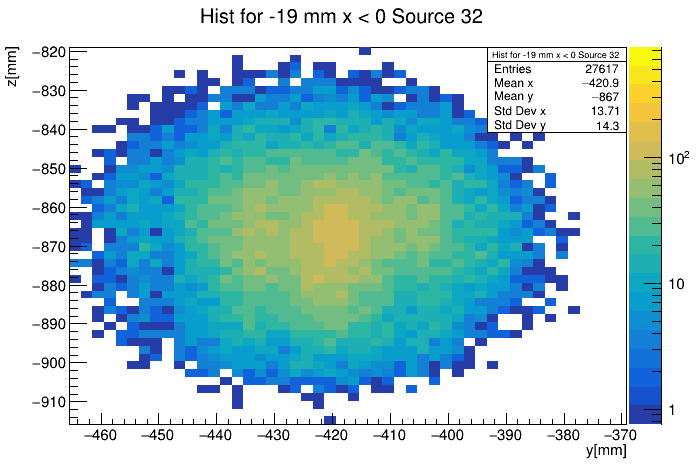 Hist for -19 mm x < 0 Source 32
z[mm]
−820
−830
−840
−850
−860
−870
−880
−890
−900
−910
Hist for -19 mm x < 0 Source 32
Entries 27617
Mean x −420.9
Mean y −867
Std Dev x 13.71
Std Dev y 14.3
10²
10
1
−460 −450 −440 −430 −420 −410 −400 −390 −380 −370
y[mm]